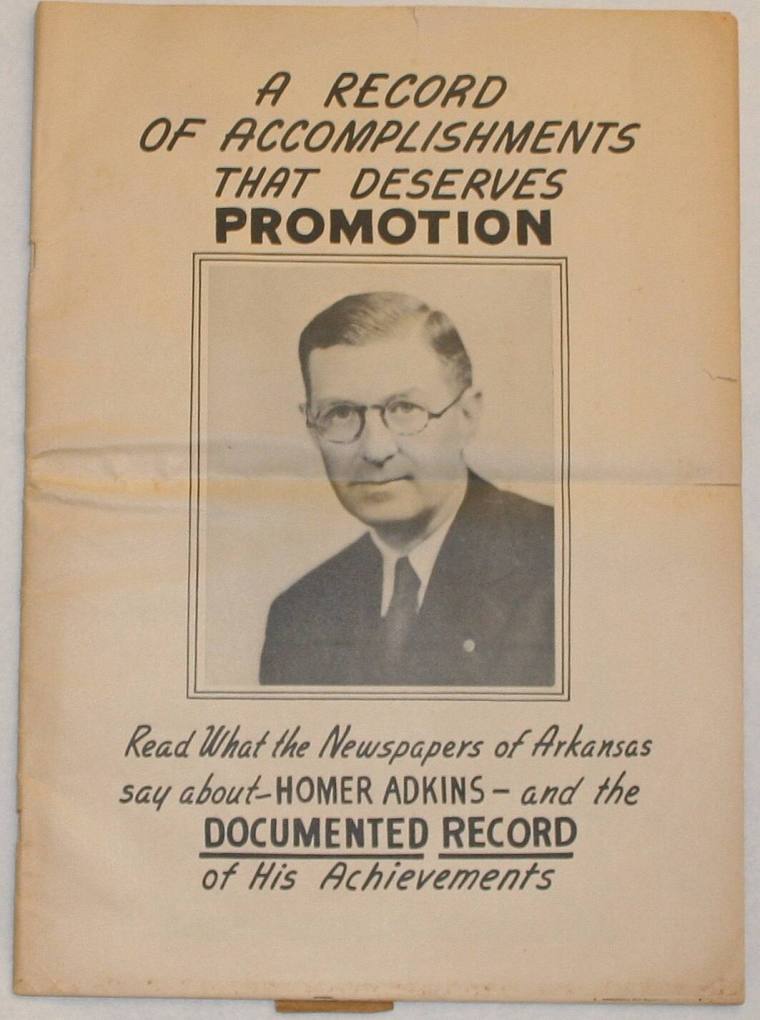 A RECORD
OF ACCOMPLISHMENTS
THAT DESERVES
PROMOTION
Read What the Newspapers of Arkansas
say about-HOMER ADKINS- and the
DOCUMENTED RECORD
of His Achievements